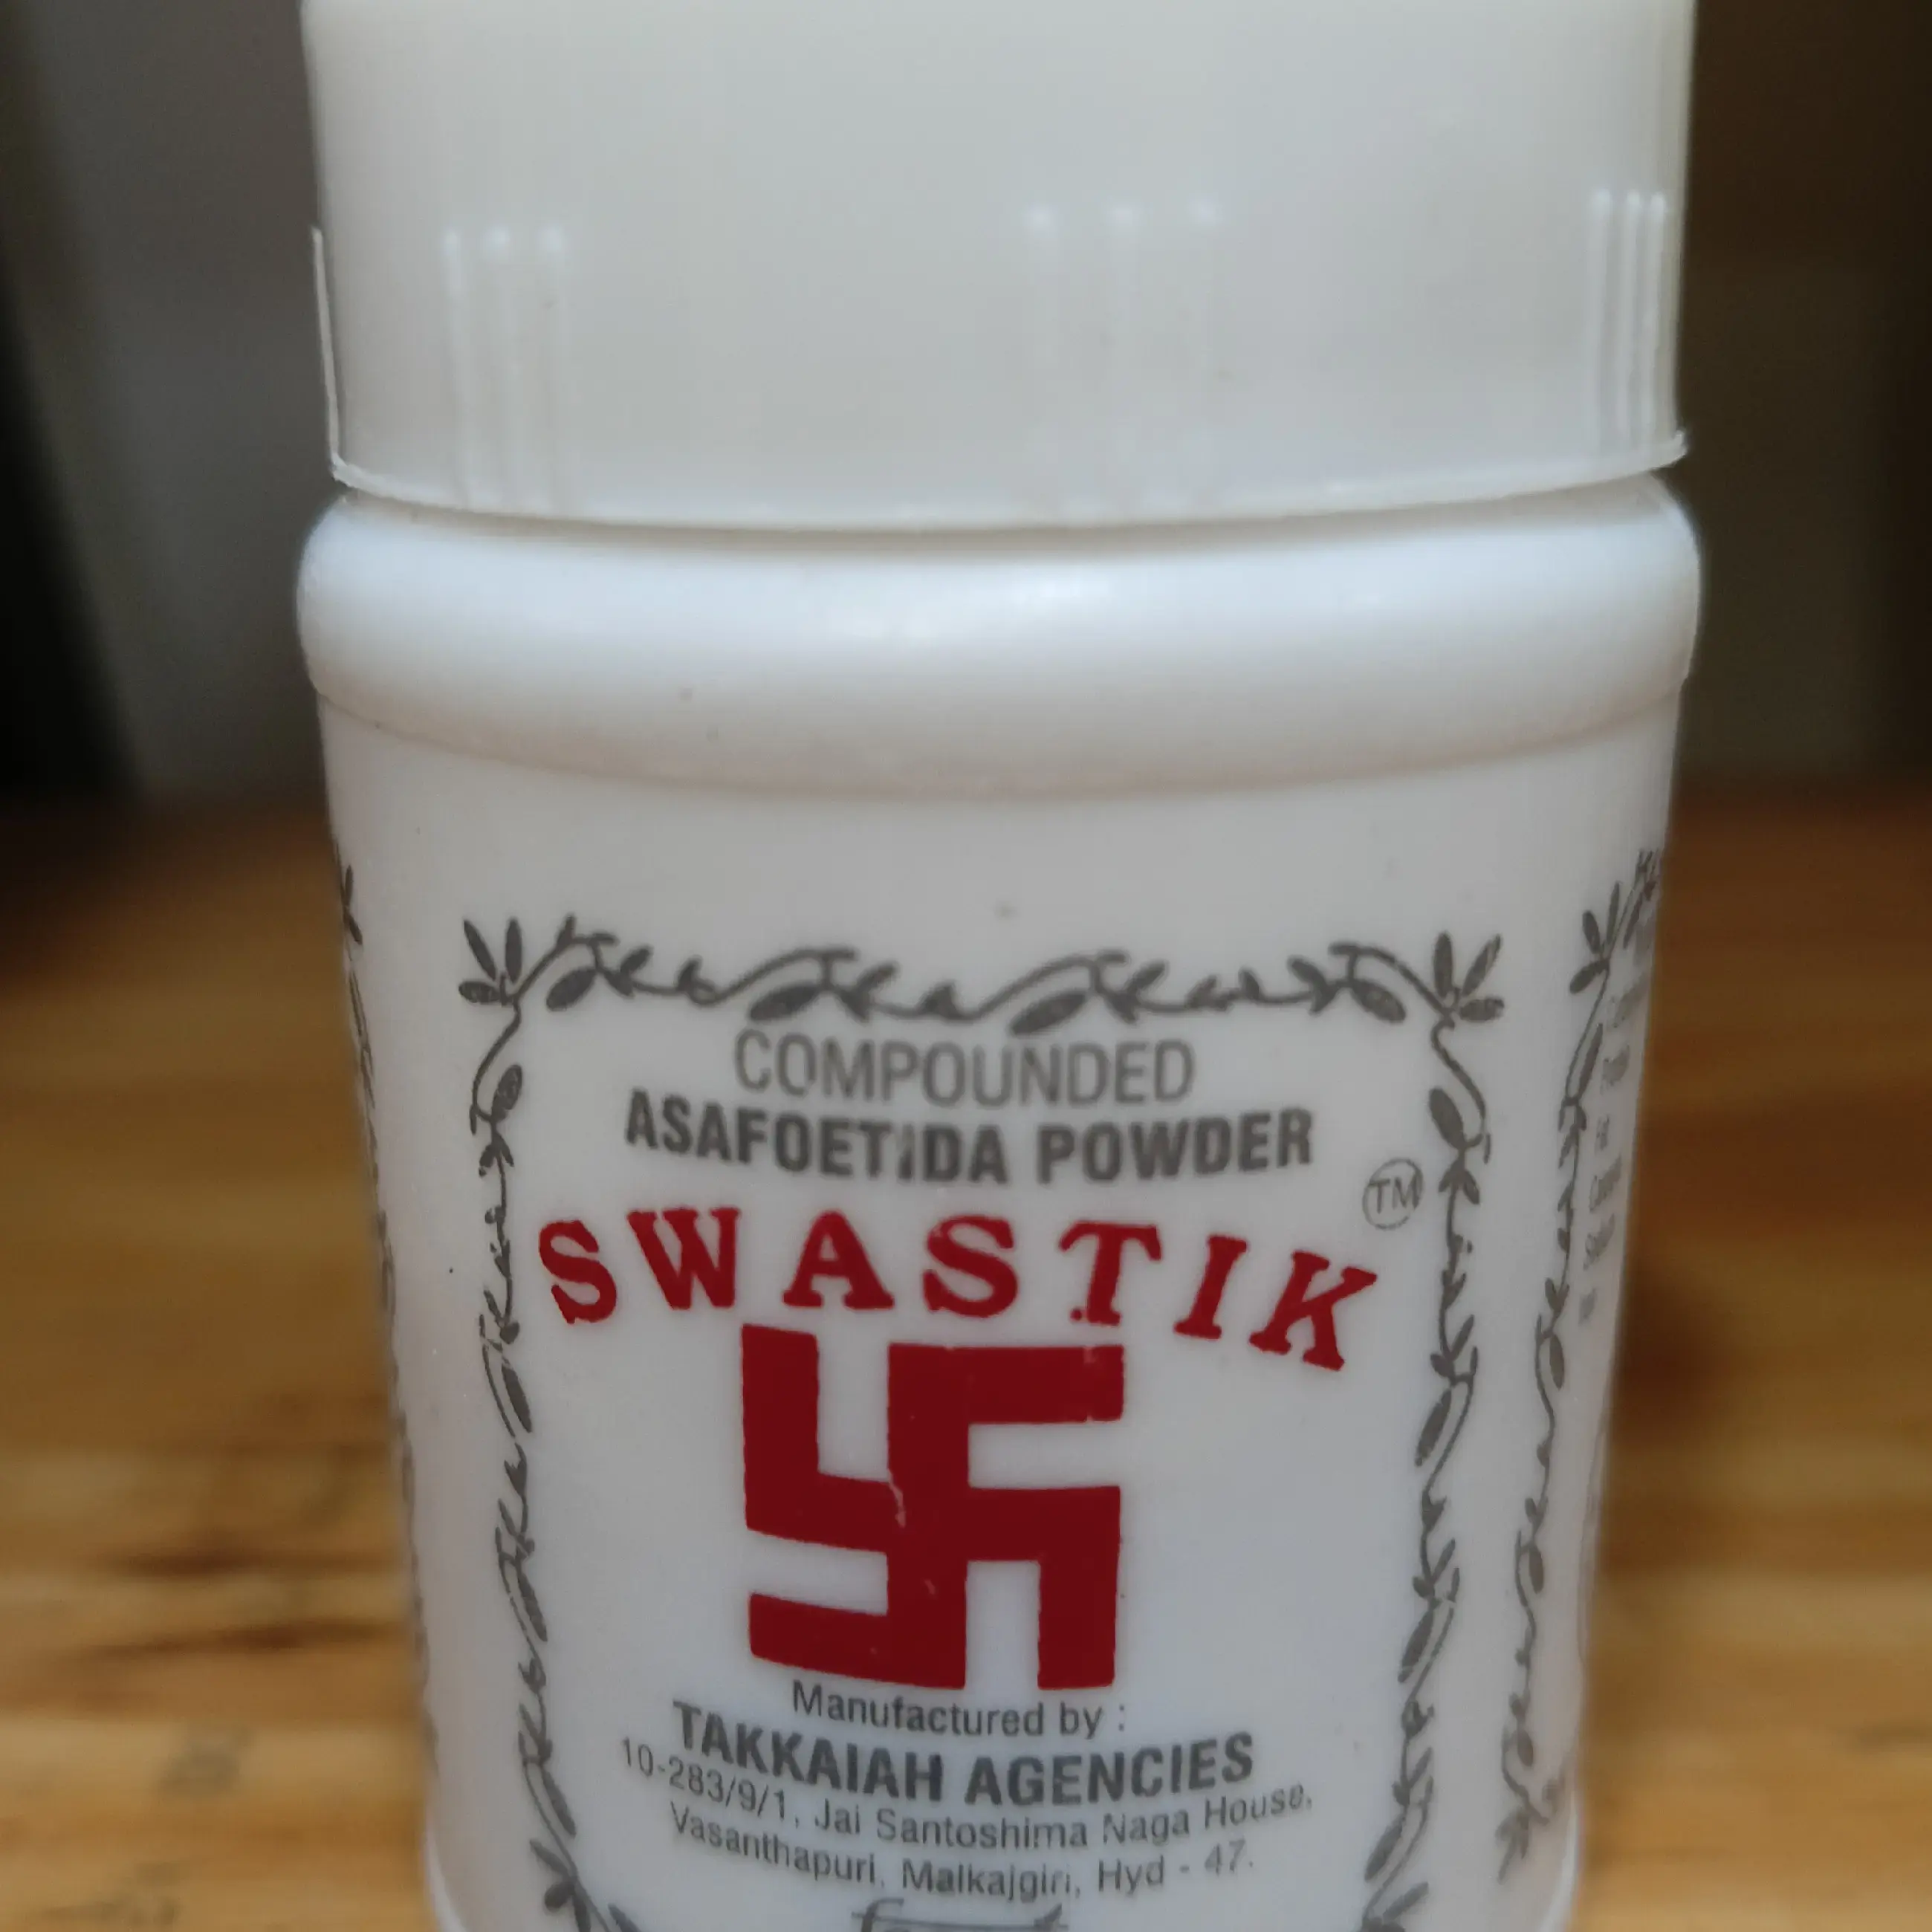 COMPOUNDED
ASAFOETIDA POWDER
TM
SWASTIK
Manufactured by :
TAKKAIAH AGENCIES
10-283/9/1, Jai Santoshima Naga House,
Vasanthapuri, Malkajgiri, Hyd - 47.